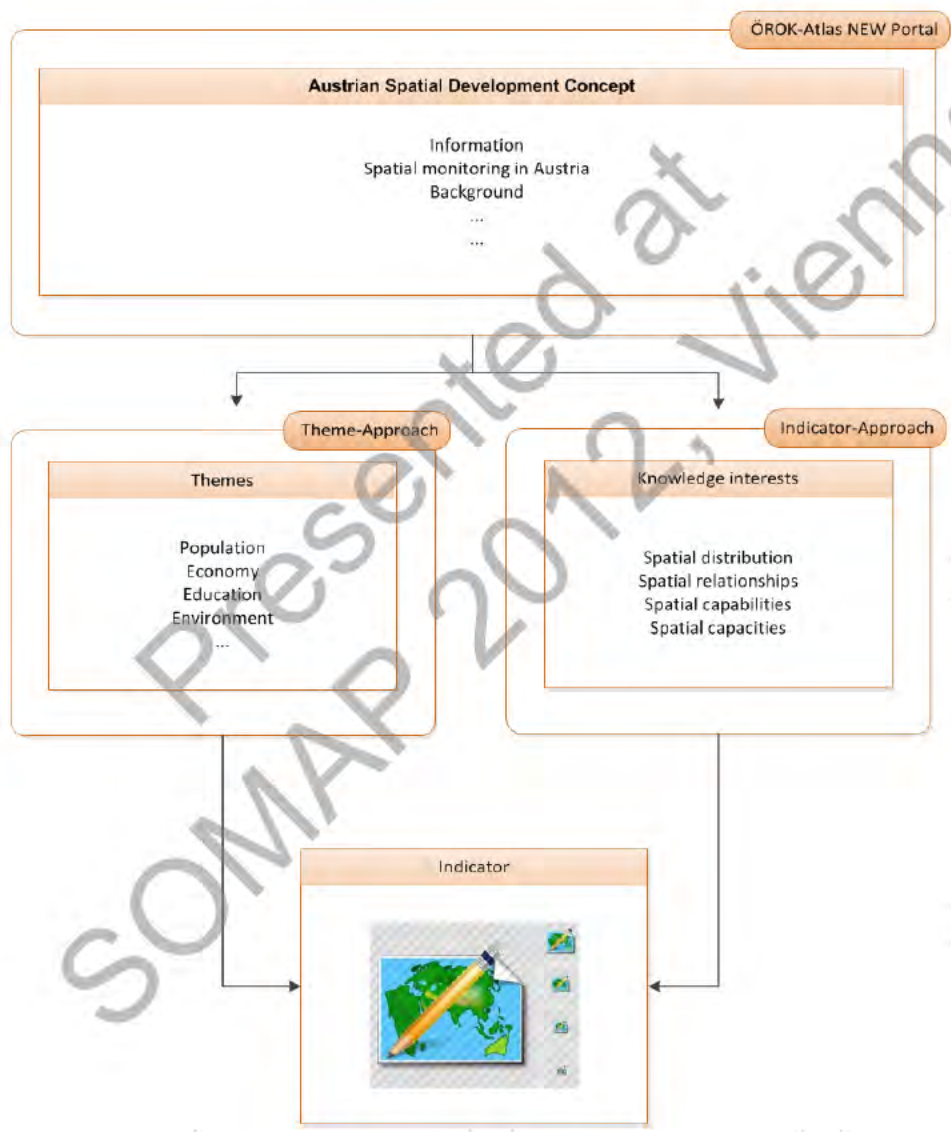 ÖROK-Atlas NEW Portal
Austrian Spatial Development Concept
Information
Spatial monitoring in Austria
Background
...
...
Theme-Approach
Themes
Population
Economy
Education
Environment
...
Indicator-Approach
Knowledge interests
Spatial distribution
Spatial relationships
Spatial capabilities
Spatial capacities
Indicator
Presented at
SOMAP 2012, Vienn